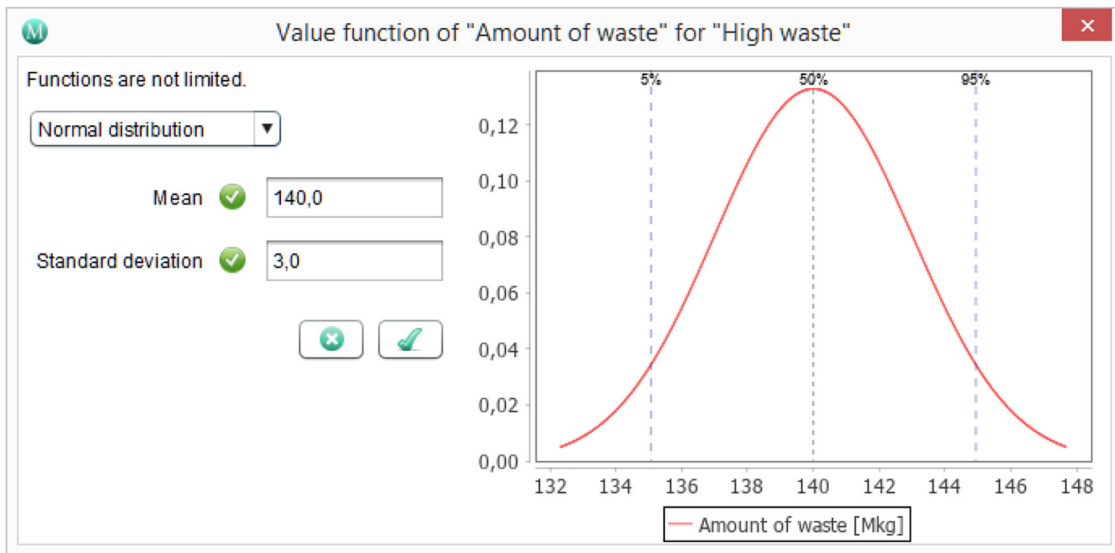 M
Value function of "Amount of waste" for "High waste"
Functions are not limited.
Normal distribution
Mean 140,0
Standard deviation 3,0
5% 50% 95%
0,12
0,10
0,08
0,06
0,04
0,02
0,00
132 134 136 138 140 142 144 146 148
Amount of waste [Mkg]